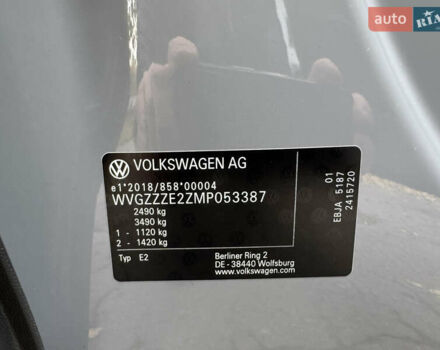 auto RIA
VOLKSWAGEN AG
e1*2018/858*00004
WVGZZZE2ZMP053387
2490 kg
3490 kg
1 - 1120 kg
2 - 1420 kg
Typ E2
Berliner Ring 2
DE - 38440 Wolfsburg
www.volkswagen.com
01
EBJA 5187
2415720